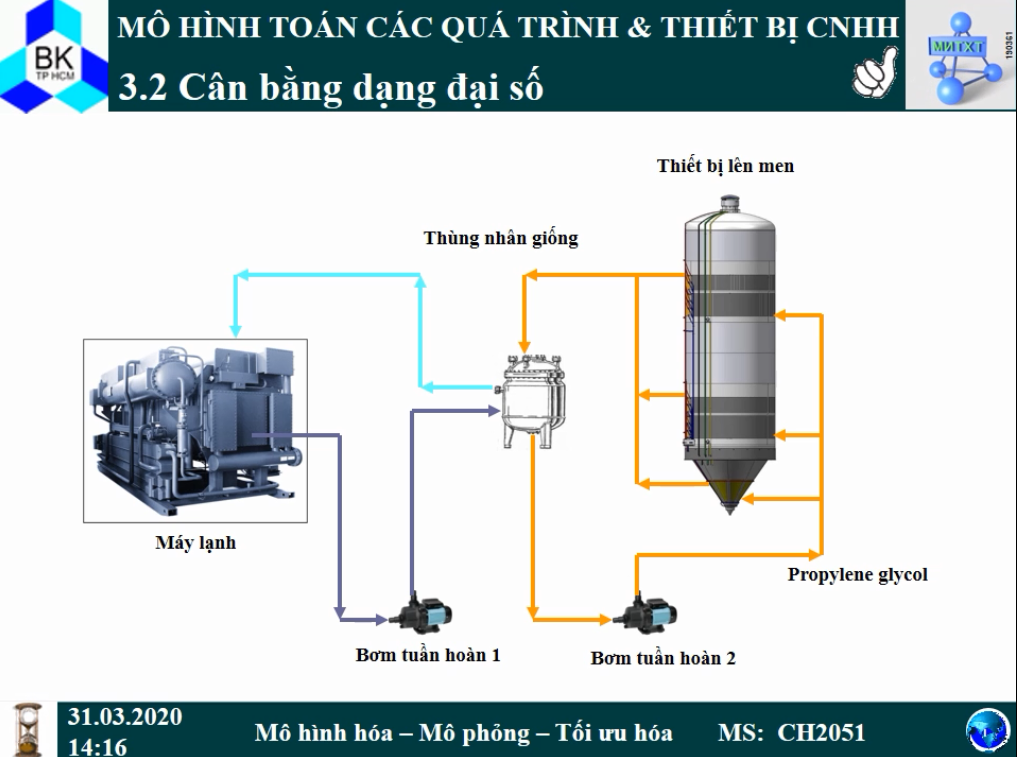 MÔ HÌNH TOÁN CÁC QUÁ TRÌNH & THIẾT BỊ CNHH
3.2 Cân bằng dạng đại số
BK
TP HCM
МИТХТ
190361
Thiết bị lên men
Thùng nhân giống
Máy lạnh
Propylene glycol
Bơm tuần hoàn 1
Bơm tuần hoàn 2
31.03.2020
14:16
Mô hình hóa – Mô phỏng – Tối ưu hóa MS: CH2051